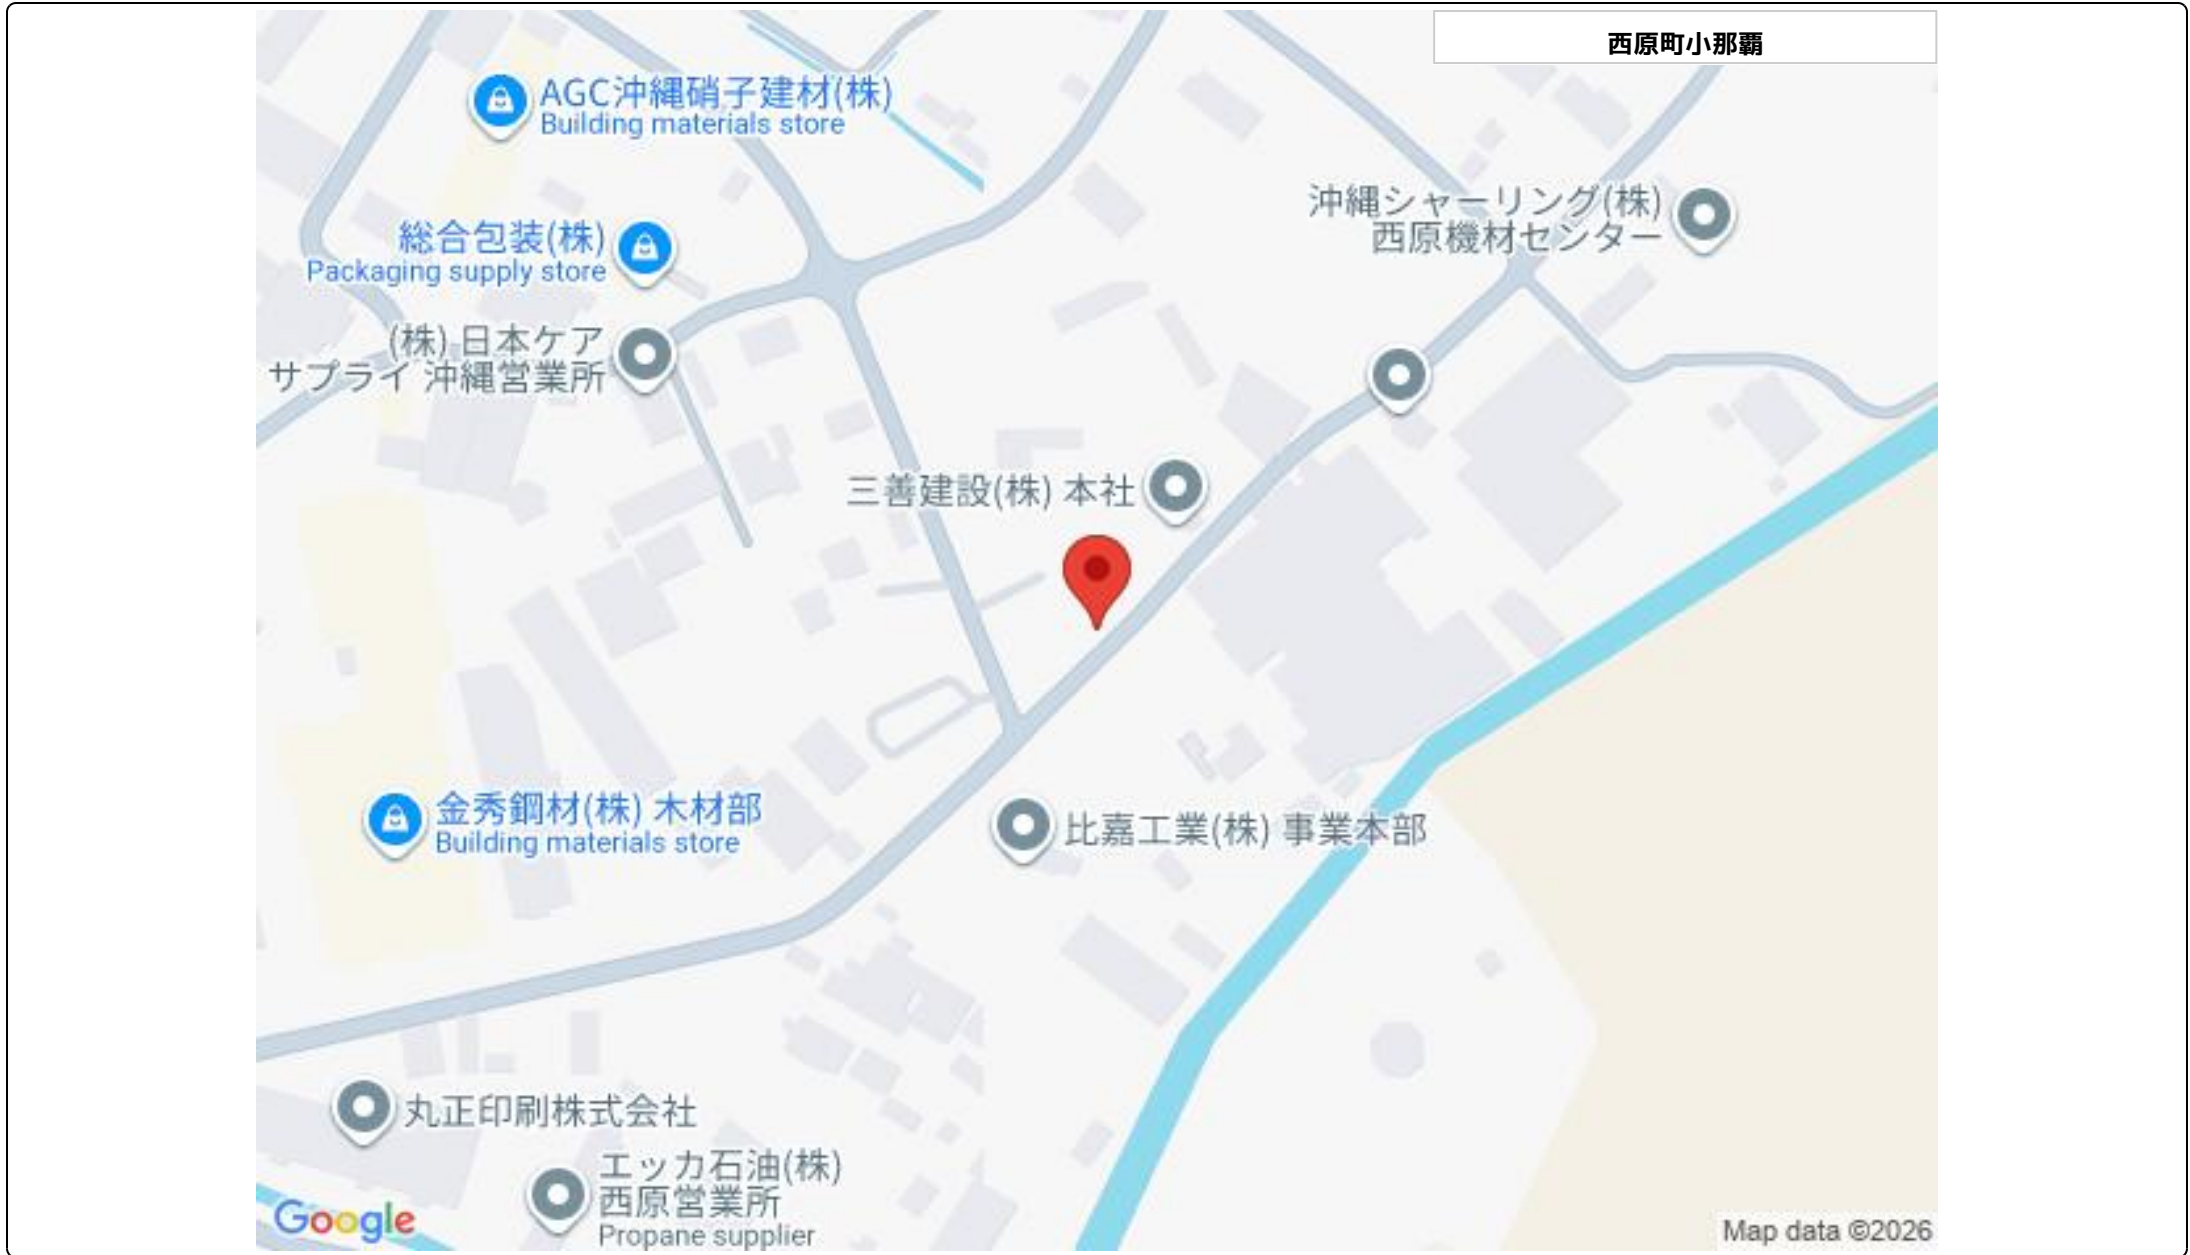 西原町小那覇
AGC沖縄硝子建材(株)
Building materials store
沖縄シャーリング(株)
西原機材センター
総合包装(株)
Packaging supply store
(株) 日本ケア
サプライ 沖縄営業所
三善建設(株) 本社
金秀鋼材(株) 木材部
Building materials store
比嘉工業(株) 事業本部
丸正印刷株式会社
エッカ石油(株)
西原営業所
Propane supplier
Google
Map data ©2026